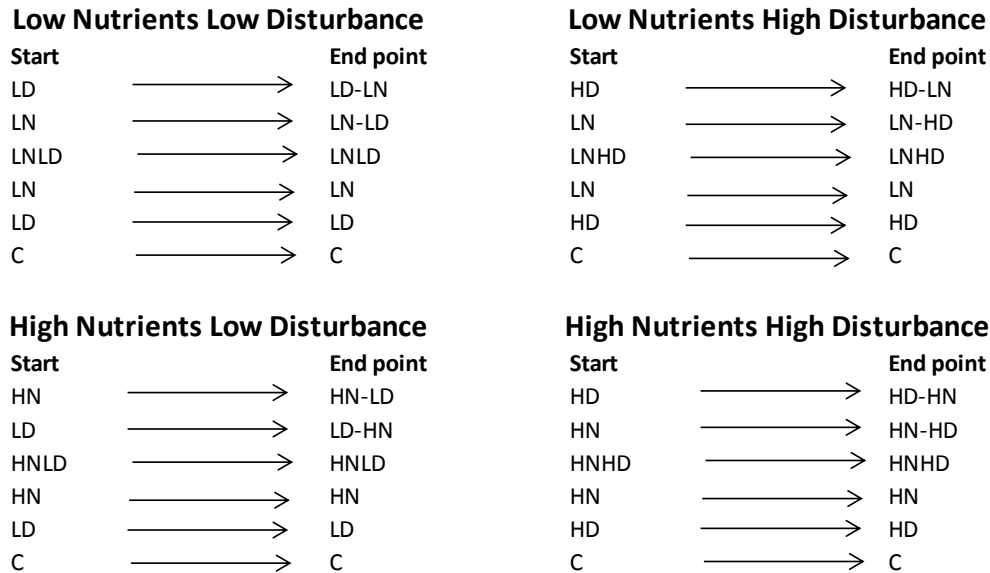 Low Nutrients Low Disturbance
Start End point
LD LD-LN
LN LN-LD
LNLD LNLD
LN LN
LD LD
C C
Low Nutrients High Disturbance
Start End point
HD HD-LN
LN LN-HD
LNHD LNHD
LN LN
HD HD
C C
High Nutrients Low Disturbance
Start End point
HN HN-LD
LD LD-HN
HNLD HNLD
HN HN
LD LD
C C
High Nutrients High Disturbance
Start End point
HD HD-HN
HN HN-HD
HNHD HNHD
HN HN
HD HD
C C